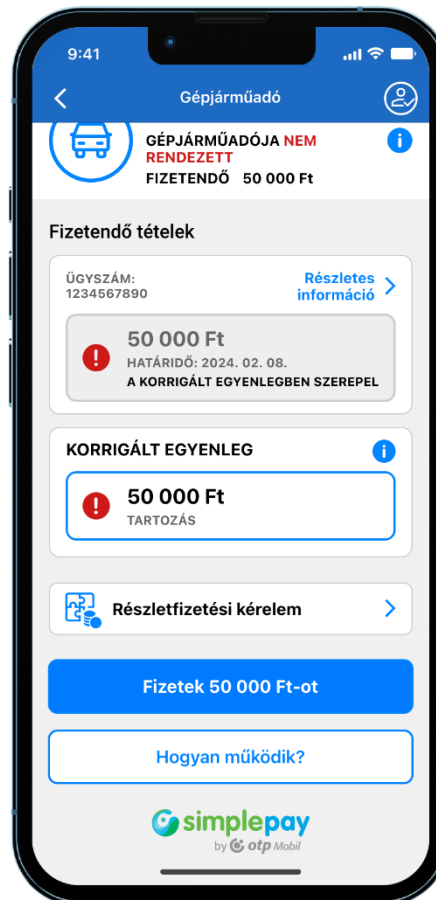 9:41
Gépjárműadó
GÉPJÁRMŰADÓJA NEM
RENDEZETT
FIZETENDŐ 50 000 Ft
Fizetendő tételek
ÜGYSZÁM:
1234567890
Részletes
információ
50 000 Ft
HATÁRIDŐ: 2024. 02. 08.
A KORRIGÁLT EGYENLEGBEN SZEREPEL
KORRIGÁLT EGYENLEG
50 000 Ft
TARTOZÁS
Részletfizetési kérelem
Fizetek 50 000 Ft-ot
Hogyan működik?
simplepay
by otp Mobil